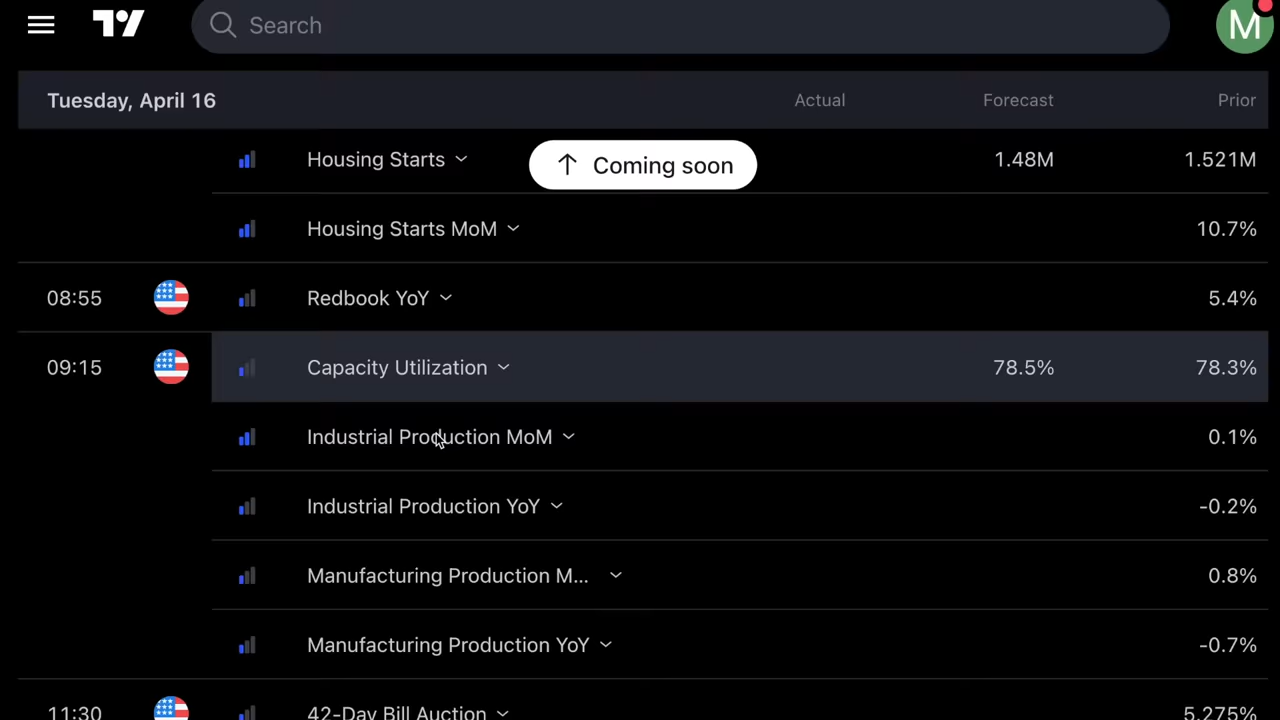 Search
M
Tuesday, April 16 Actual Forecast Prior
Housing Starts 1.48M 1.521M
↑ Coming soon
Housing Starts MoM 10.7%
08:55 Redbook YoY 5.4%
09:15 Capacity Utilization 78.5% 78.3%
Industrial Production MoM 0.1%
Industrial Production YoY -0.2%
Manufacturing Production M... 0.8%
Manufacturing Production YoY -0.7%
11:30 42-Day Bill Auction 5.275%